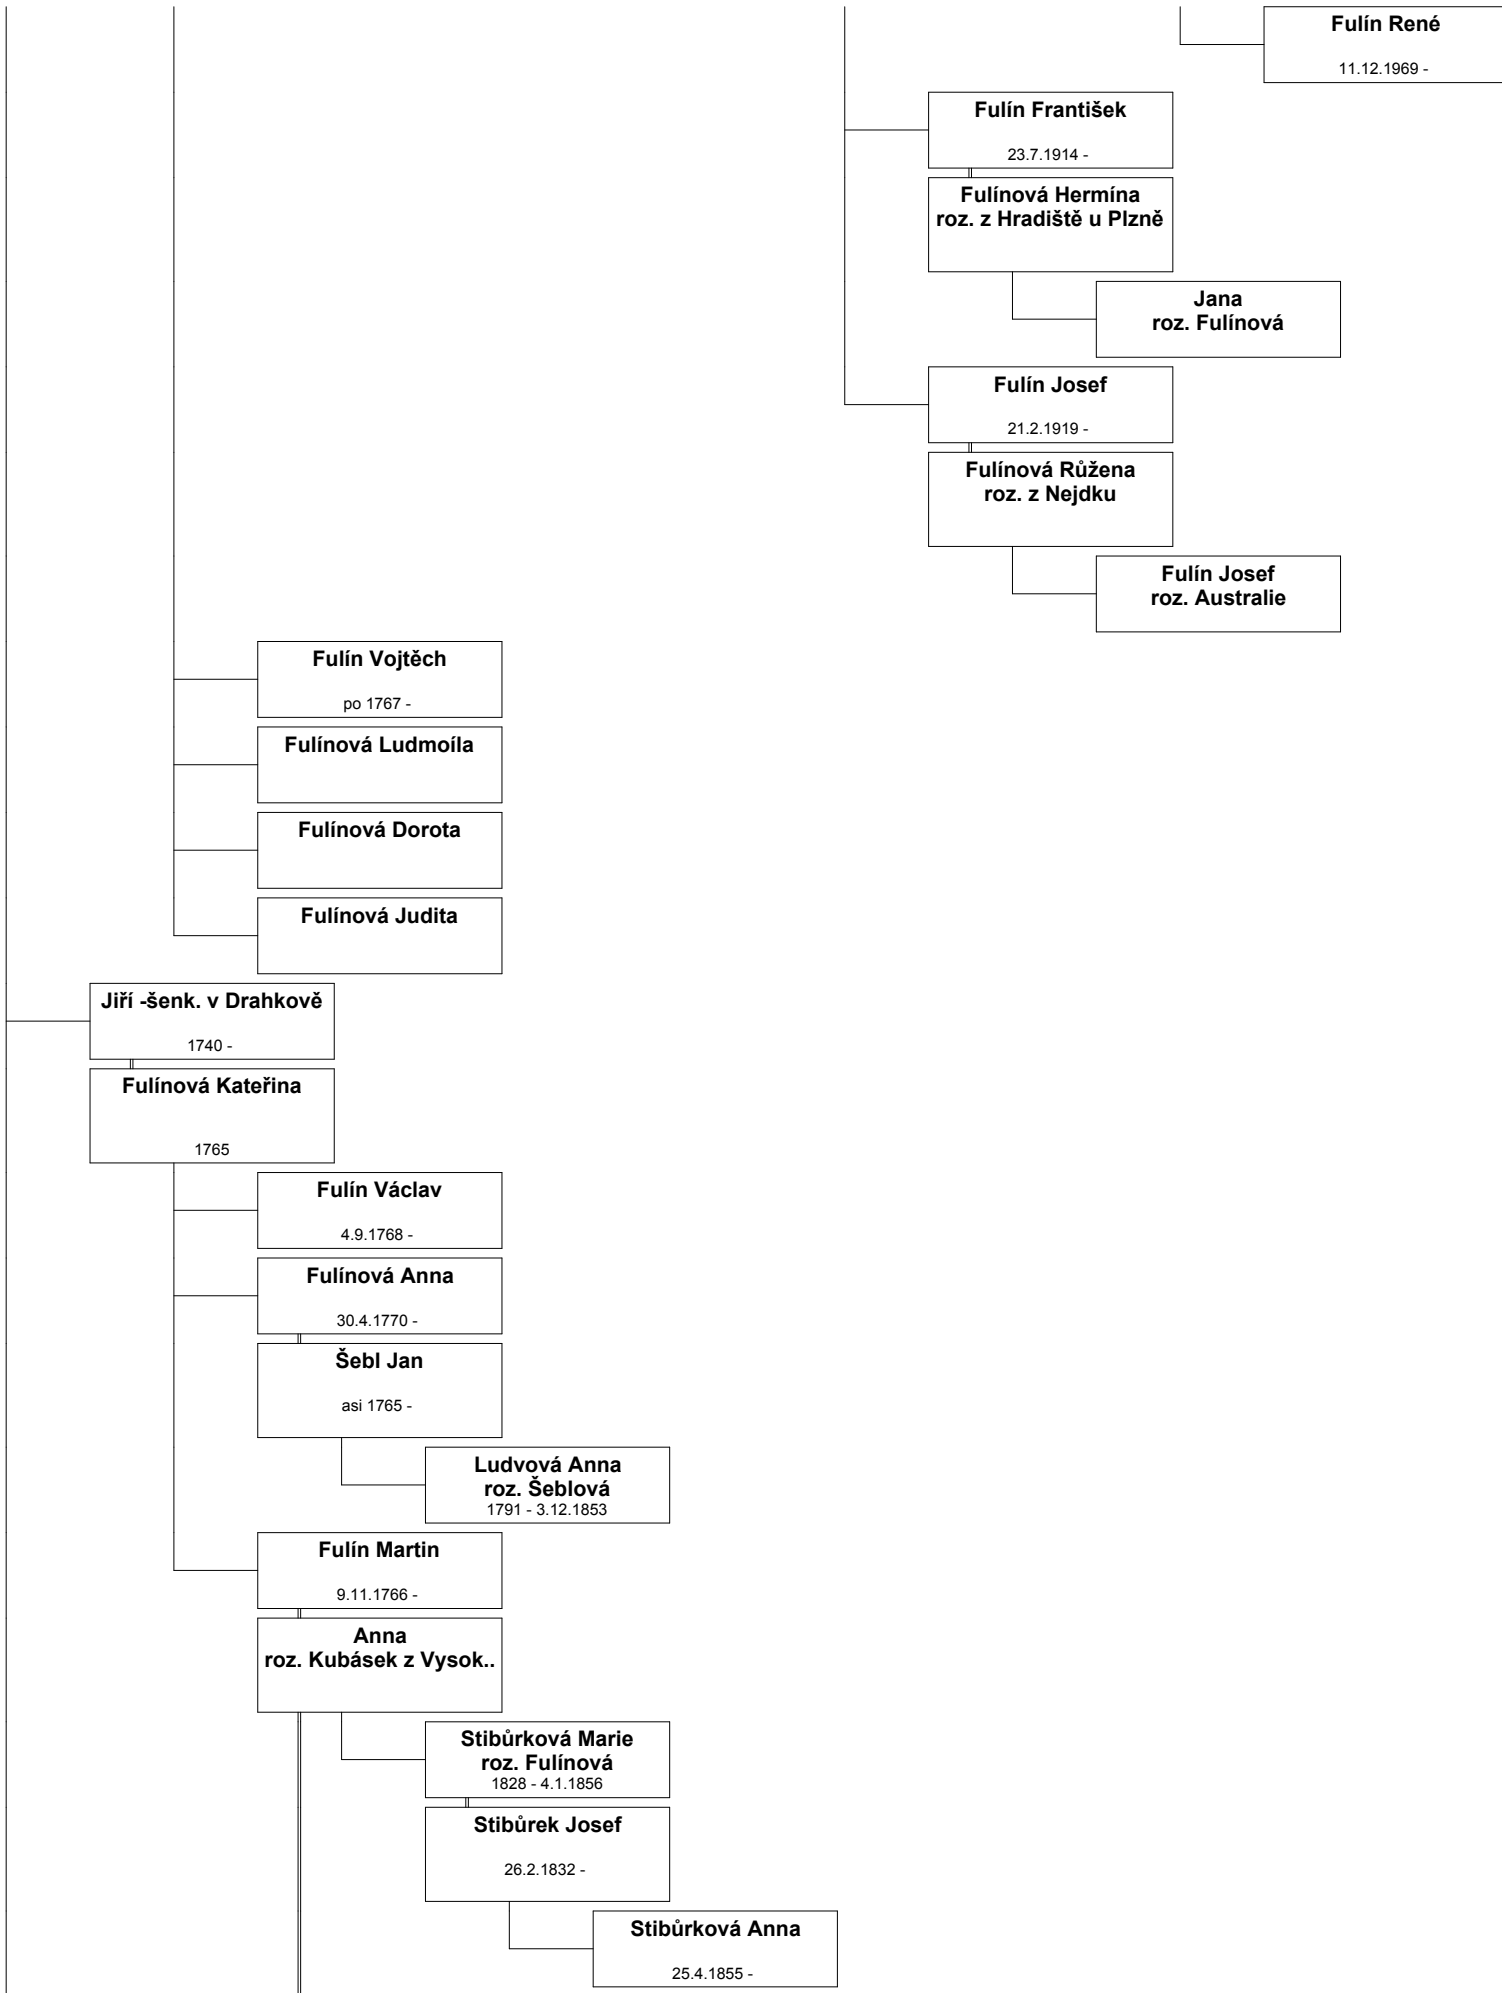 Fulín René
11.12.1969 -
Fulín František
23.7.1914 -
Fulínová Hermína
roz. z Hradiště u Plzně
Jana
roz. Fulínová
Fulín Josef
21.2.1919 -
Fulínová Růžena
roz. z Nejdku
Fulín Josef
roz. Australie
Fulín Vojtěch
po 1767 -
Fulínová Ludmoíla
Fulínová Dorota
Fulínová Judita
Jiří -šenk. v Drahkově
1740 -
Fulínová Kateřina
1765
Fulín Václav
4.9.1768 -
Fulínová Anna
30.4.1770 -
Šebl Jan
asi 1765 -
Ludvová Anna
roz. Šeblová
1791 - 3.12.1853
Fulín Martin
9.11.1766 -
Anna
roz. Kubásek z Vysok..
Stibůrková Marie
roz. Fulínová
1828 - 4.1.1856
Stibůrek Josef
26.2.1832 -
Stibůrková Anna
25.4.1855 -